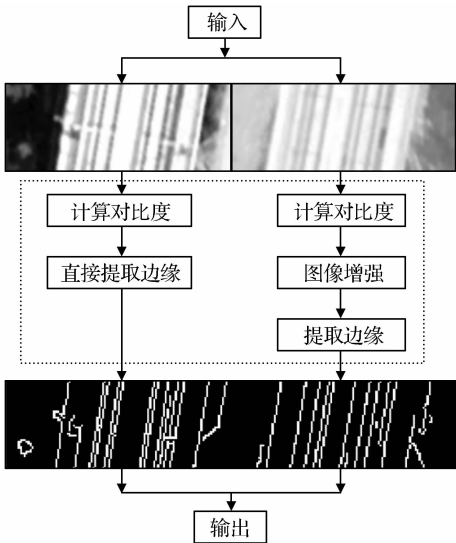 输入
计算对比度
计算对比度
直接提取边缘
图像增强
提取边缘
输出